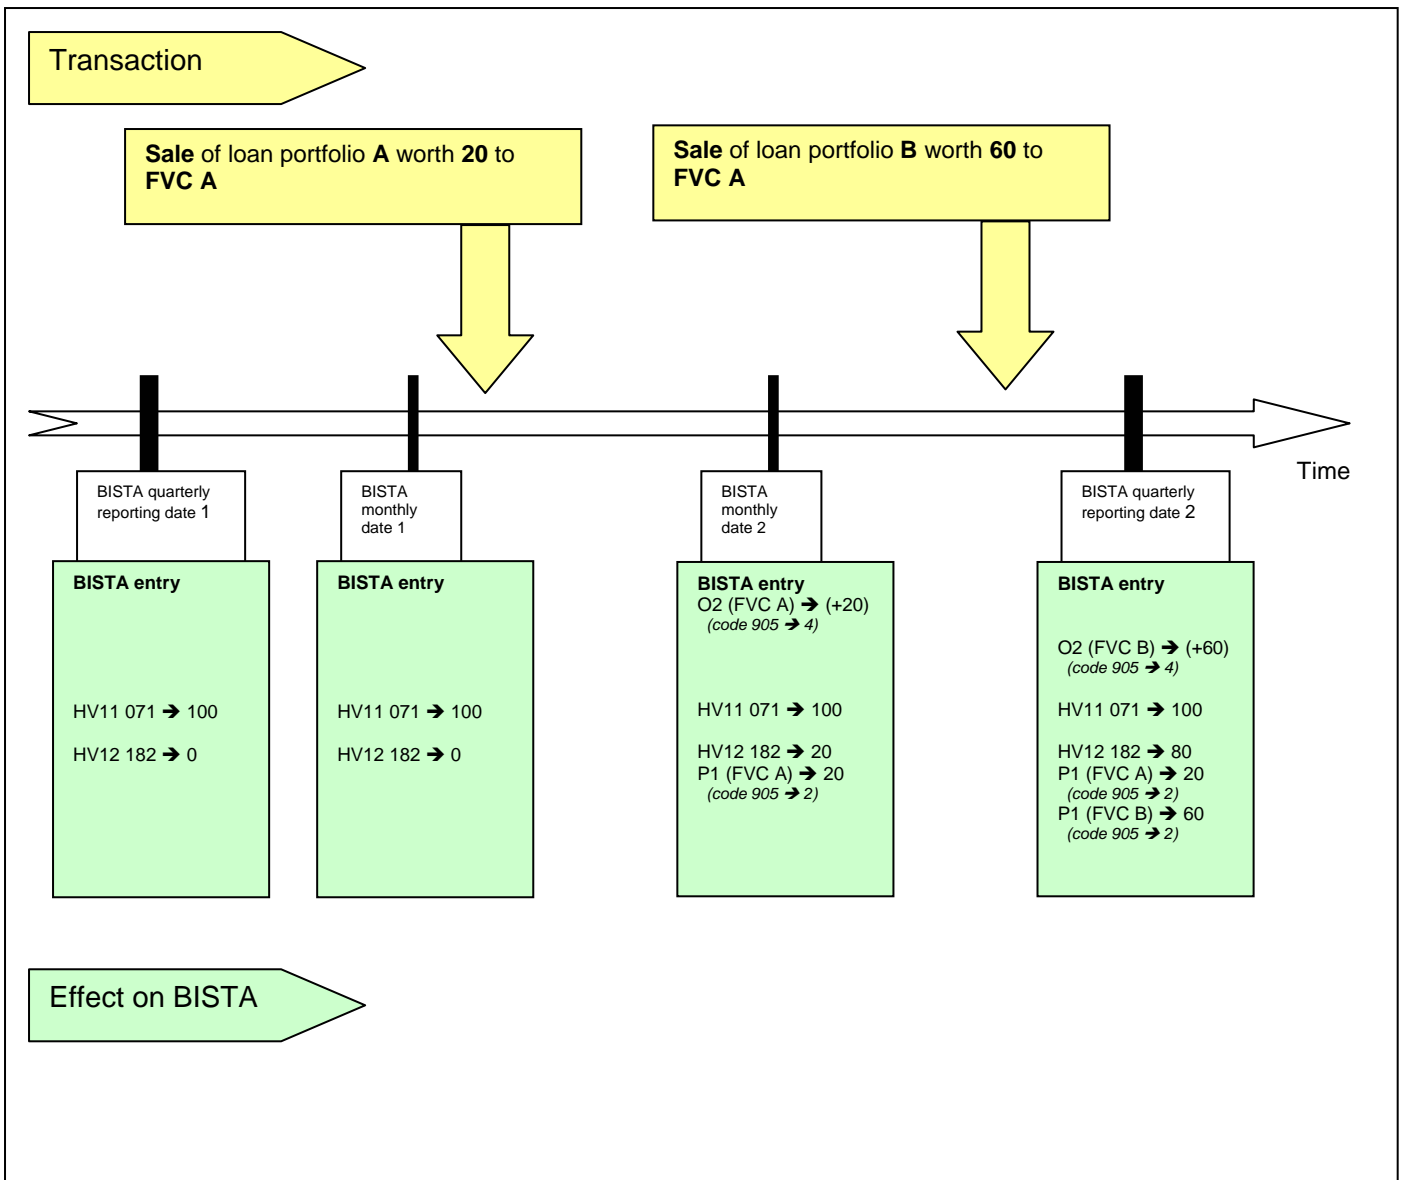 Transaction
Sale of loan portfolio A worth 20 to
FVC A
Sale of loan portfolio B worth 60 to
FVC A
Time
BISTA quarterly
reporting date 1
BISTA
monthly
date 1
BISTA
monthly
date 2
BISTA quarterly
reporting date 2
BISTA entry
HV11 071 ➔ 100
HV12 182 ➔ 0
BISTA entry
HV11 071 ➔ 100
HV12 182 ➔ 0
BISTA entry
O2 (FVC A) ➔ (+20)
(code 905 ➔ 4)
HV11 071 ➔ 100
HV12 182 ➔ 20
P1 (FVC A) ➔ 20
(code 905 ➔ 2)
BISTA entry
O2 (FVC B) ➔ (+60)
(code 905 ➔ 4)
HV11 071 ➔ 100
HV12 182 ➔ 80
P1 (FVC A) ➔ 20
(code 905 ➔ 2)
P1 (FVC B) ➔ 60
(code 905 ➔ 2)
Effect on BISTA